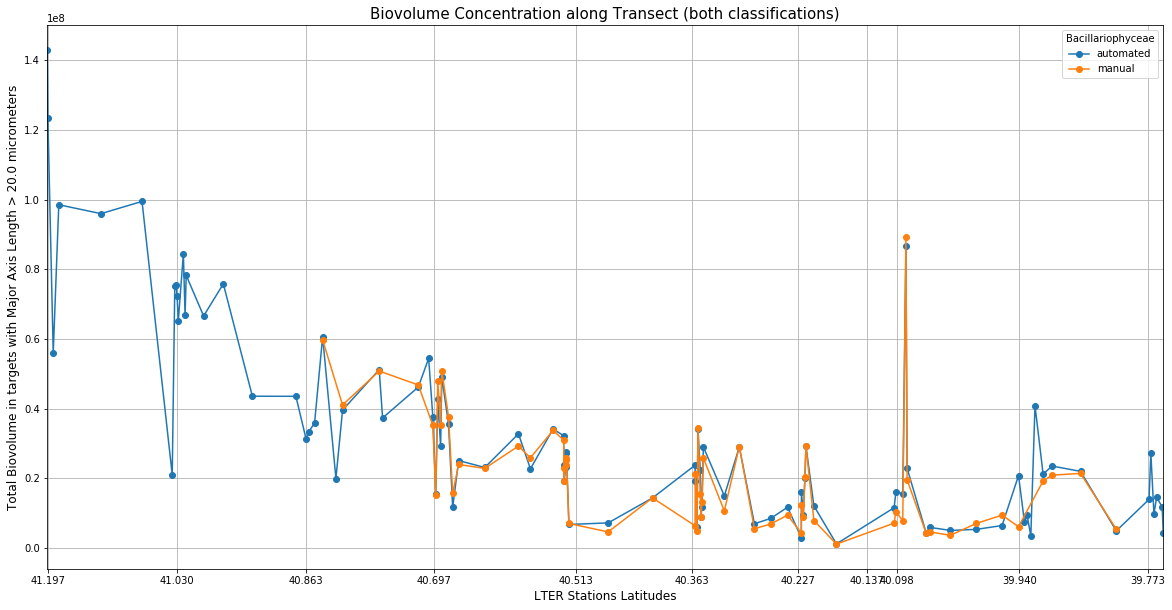 Biovolume Concentration along Transect (both classifications)
1e8
Bacillariophyceae
automated
manual
Total Biovolume in targets with Major Axis Length > 20.0 micrometers
1.4
1.2
1.0
0.8
0.6
0.4
0.2
0.0
41.197 41.030 40.863 40.697 40.513 40.363 40.227 40.137 40.098 39.940 39.773
LTER Stations Latitudes